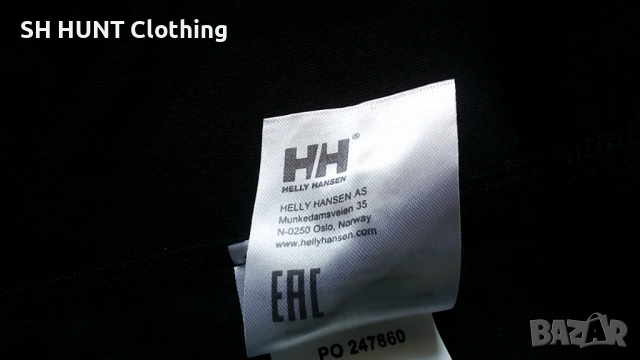 SH HUNT Clothing
HH®
HELLY HANSEN
HELLY HANSEN AS
Munkedamsveien 35
N-0250 Oslo, Norway
www.hellyhansen.com
EAC
PO 247860
BAZAR